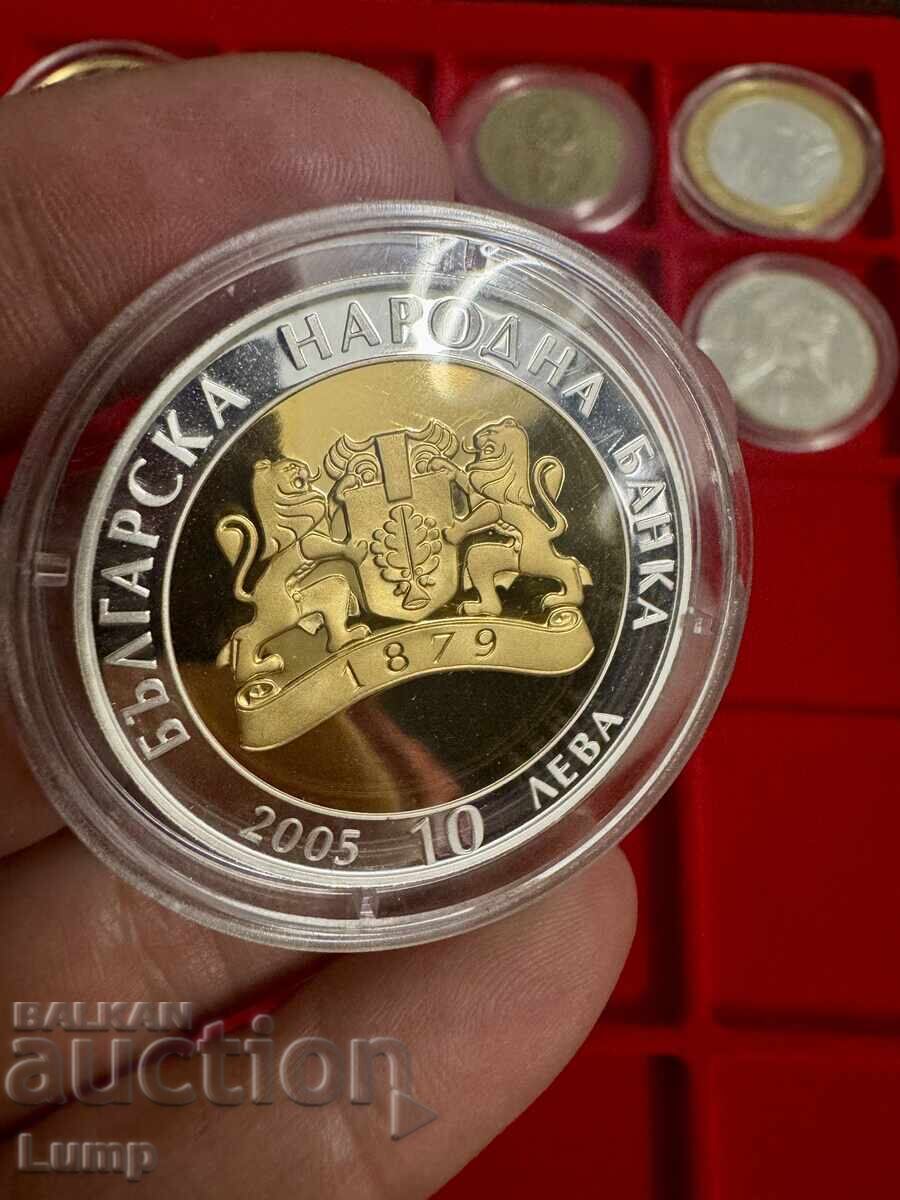 БЪЛГАРСКА НАРОДНА БАНКА
1879
2005 10 ЛЕВА
BALKAN
auction
Lump